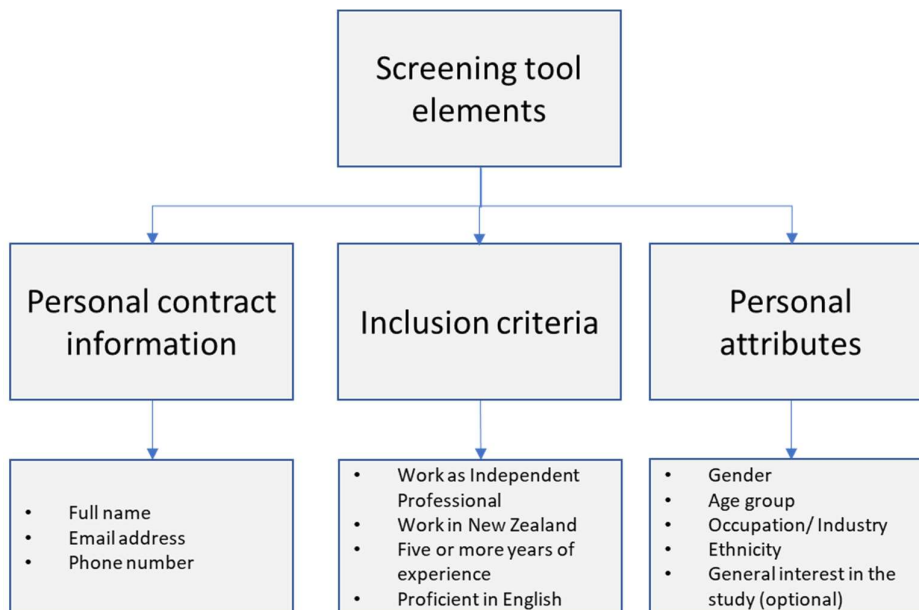 Screening tool
elements
Personal contract
information
Inclusion criteria
Personal
attributes
• Full name
• Email address
• Phone number
• Work as Independent
Professional
• Work in New Zealand
• Five or more years of
experience
• Proficient in English
• Gender
• Age group
• Occupation/ Industry
• Ethnicity
• General interest in the
study (optional)